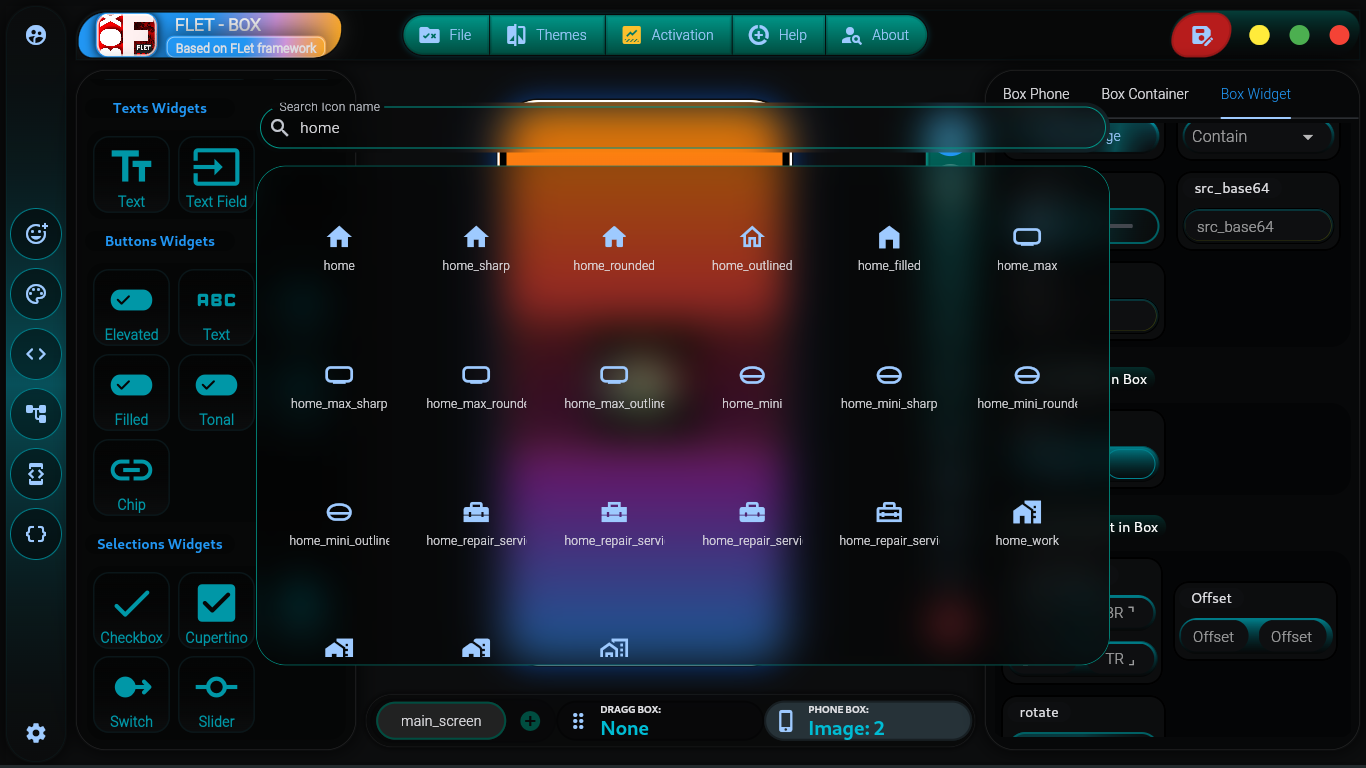 FLET - BOX
Based on FLet framework
FLET
File
Themes
Activation
Help
About
Texts Widgets
Text
Text Field
Buttons Widgets
Elevated
ABC
Text
Filled
Tonal
Chip
Selections Widgets
Checkbox
Cupertino
Switch
Slider
Search Icon name
home
home
home_sharp
home_rounded
home_outlined
home_filled
home_max
home_max_sharp
home_max_rounde
home_max_outline
home_mini
home_mini_sharp
home_mini_rounde
home_mini_outline
home_repair_servi
home_repair_servi
home_repair_servi
home_repair_servi
home_work
main_screen
DRAGG BOX:
None
PHONE BOX:
Image: 2
Box Phone
Box Container
Box Widget
ge
Contain
src_base64
src_base64
n Box
t in Box
BR
TR
Offset
Offset
Offset
rotate